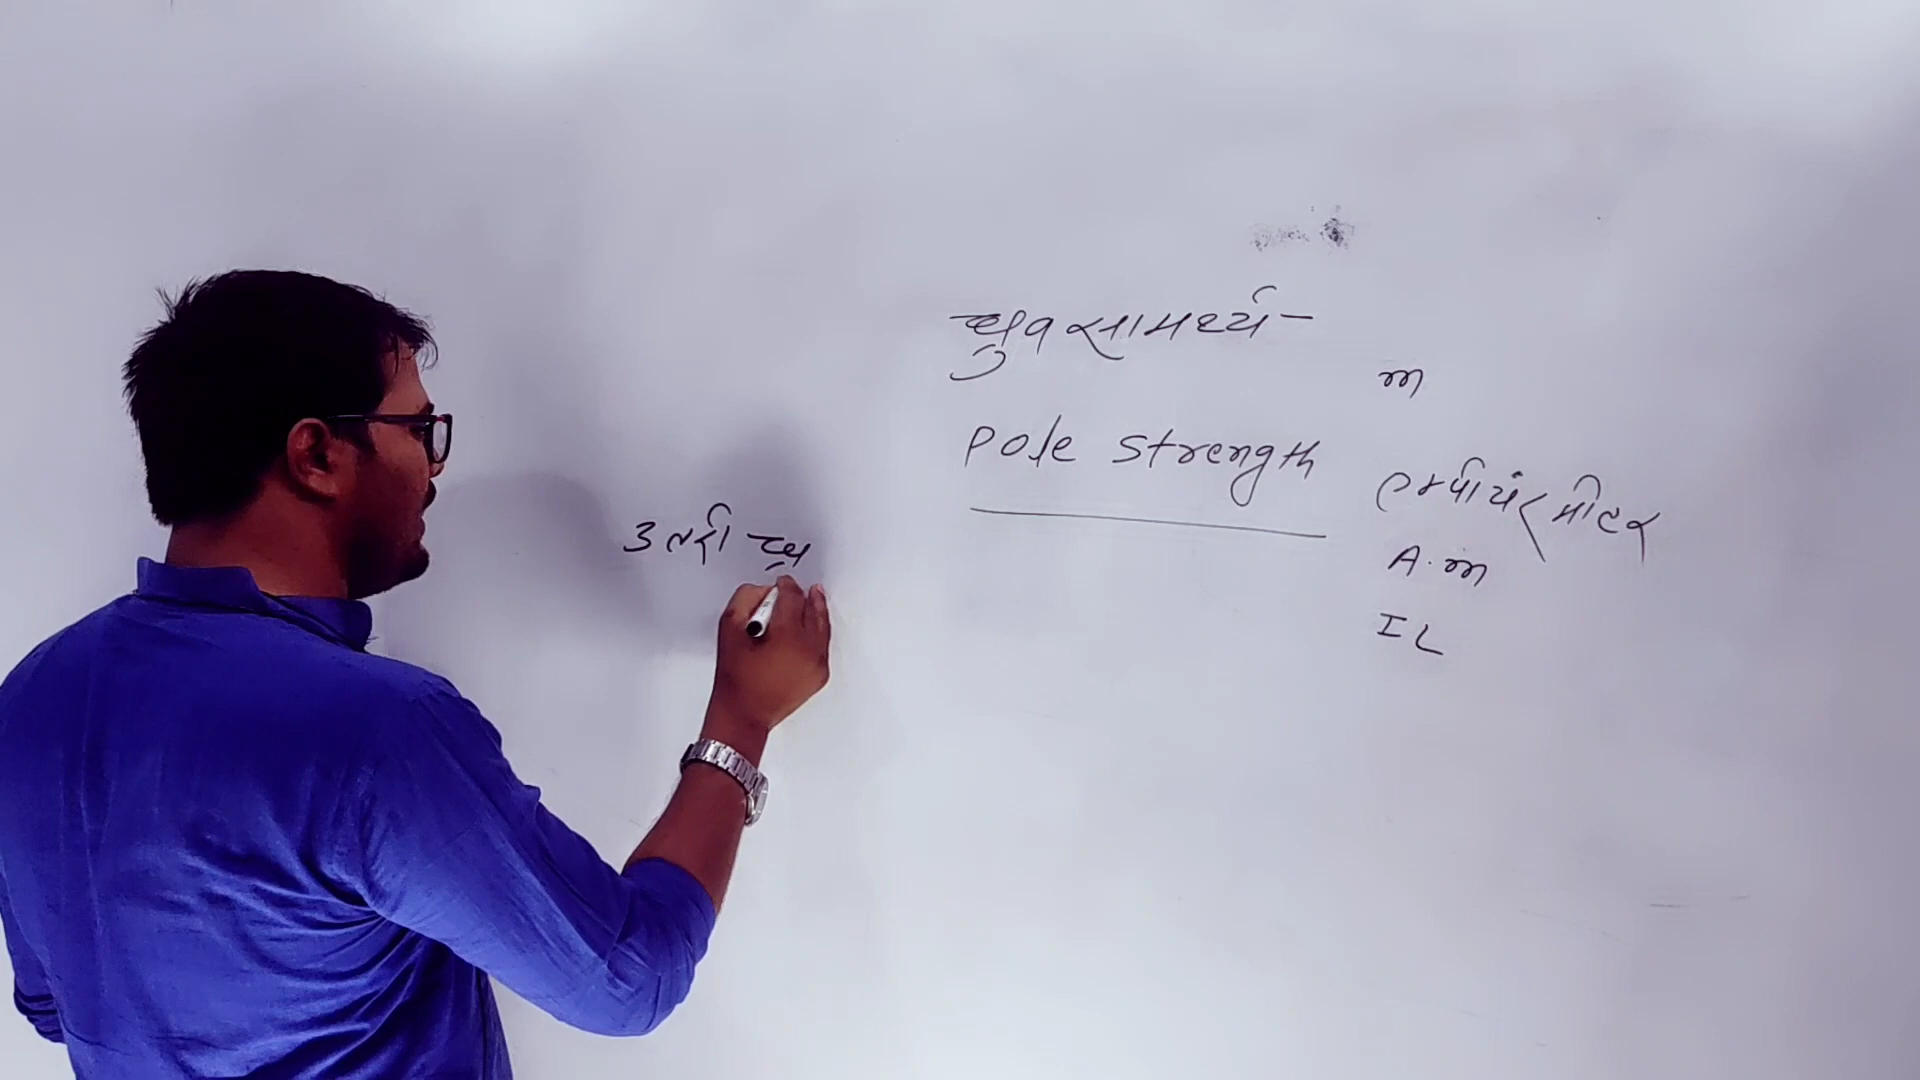 ध्रुव सामर्थ्य -
m
Pole Strength
एम्पीयर मीटर
A.m
IL
उत्तरी ध्रु